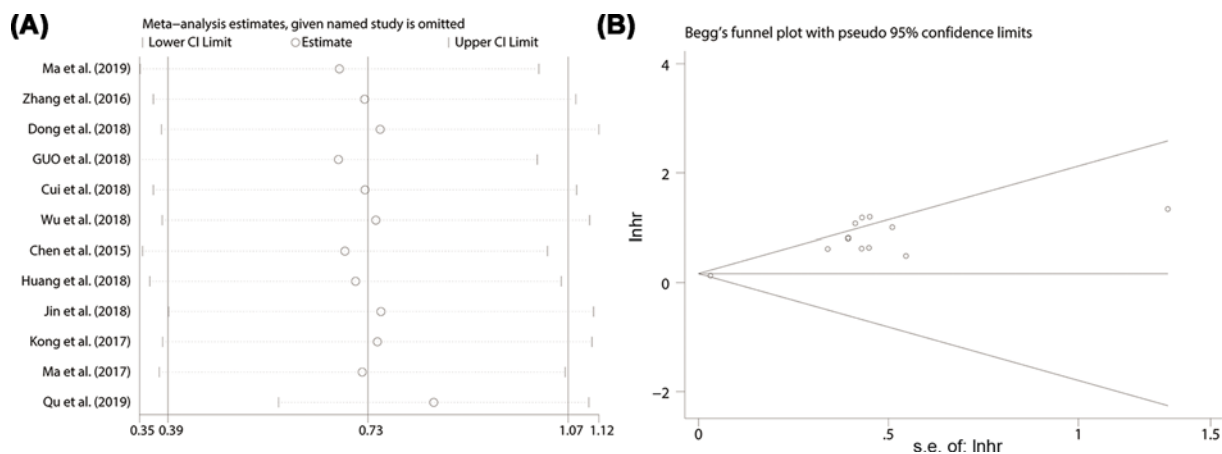 (A)
Meta-analysis estimates, given named study is omitted
Lower CI Limit Estimate Upper CI Limit
Ma et al. (2019)
Zhang et al. (2016)
Dong et al. (2018)
GUO et al. (2018)
Cui et al. (2018)
Wu et al. (2018)
Chen et al. (2015)
Huang et al. (2018)
Jin et al. (2018)
Kong et al. (2017)
Ma et al. (2017)
Qu et al. (2019)
0.35 0.39 0.73 1.07 1.12
(B)
Begg's funnel plot with pseudo 95% confidence limits
lnhr
4
2
0
−2
0 .5 1 1.5
s.e. of: lnhr